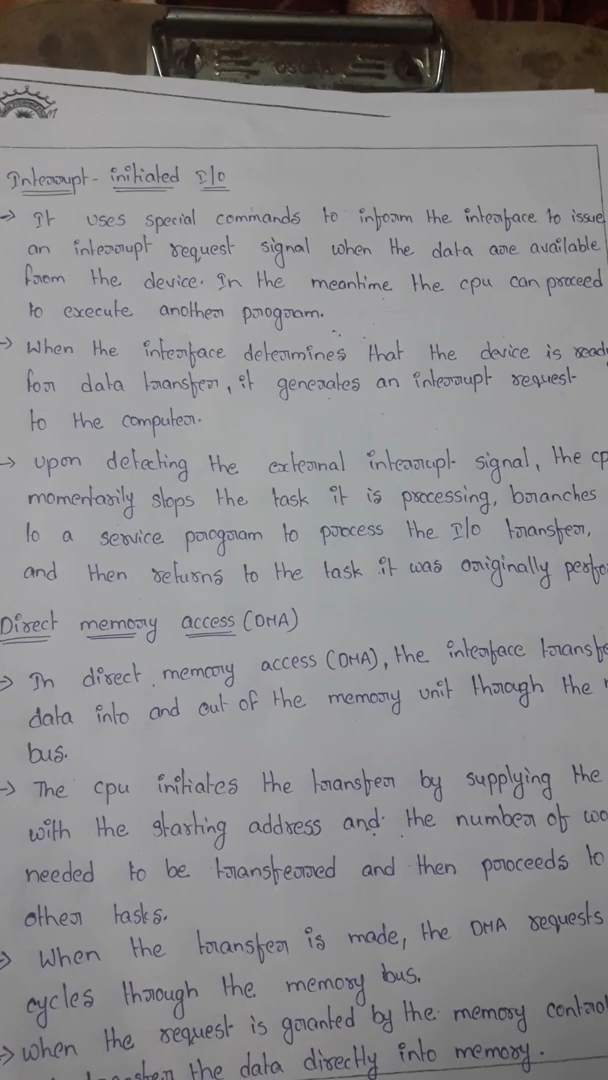 OSCAR
Interrupt - initiated I/O
→ It uses special commands to inform the interface to issue
an interrupt request signal when the data are available
from the device. In the meantime the cpu can proceed
to execute another program.
→ When the interface determines that the device is read
for data transfer, it generates an interrupt request
to the computer.
→ upon detecting the external interrupt signal, the cp
momentarily stops the task it is processing, branches
to a service program to process the I/O transfer,
and then returns to the task it was originally perfo
Direct memory access (DMA)
→ In direct memory access (DMA), the interface transfe
data into and out of the memory unit through the
bus.
→ The cpu initiates the transfer by supplying the
with the starting address and the number of wo
needed to be transferred and then proceeds to
other tasks.
→ When the transfer is made, the DMA requests
cycles through the memory bus.
→ when the request is granted by the memory control
the data directly into memory.